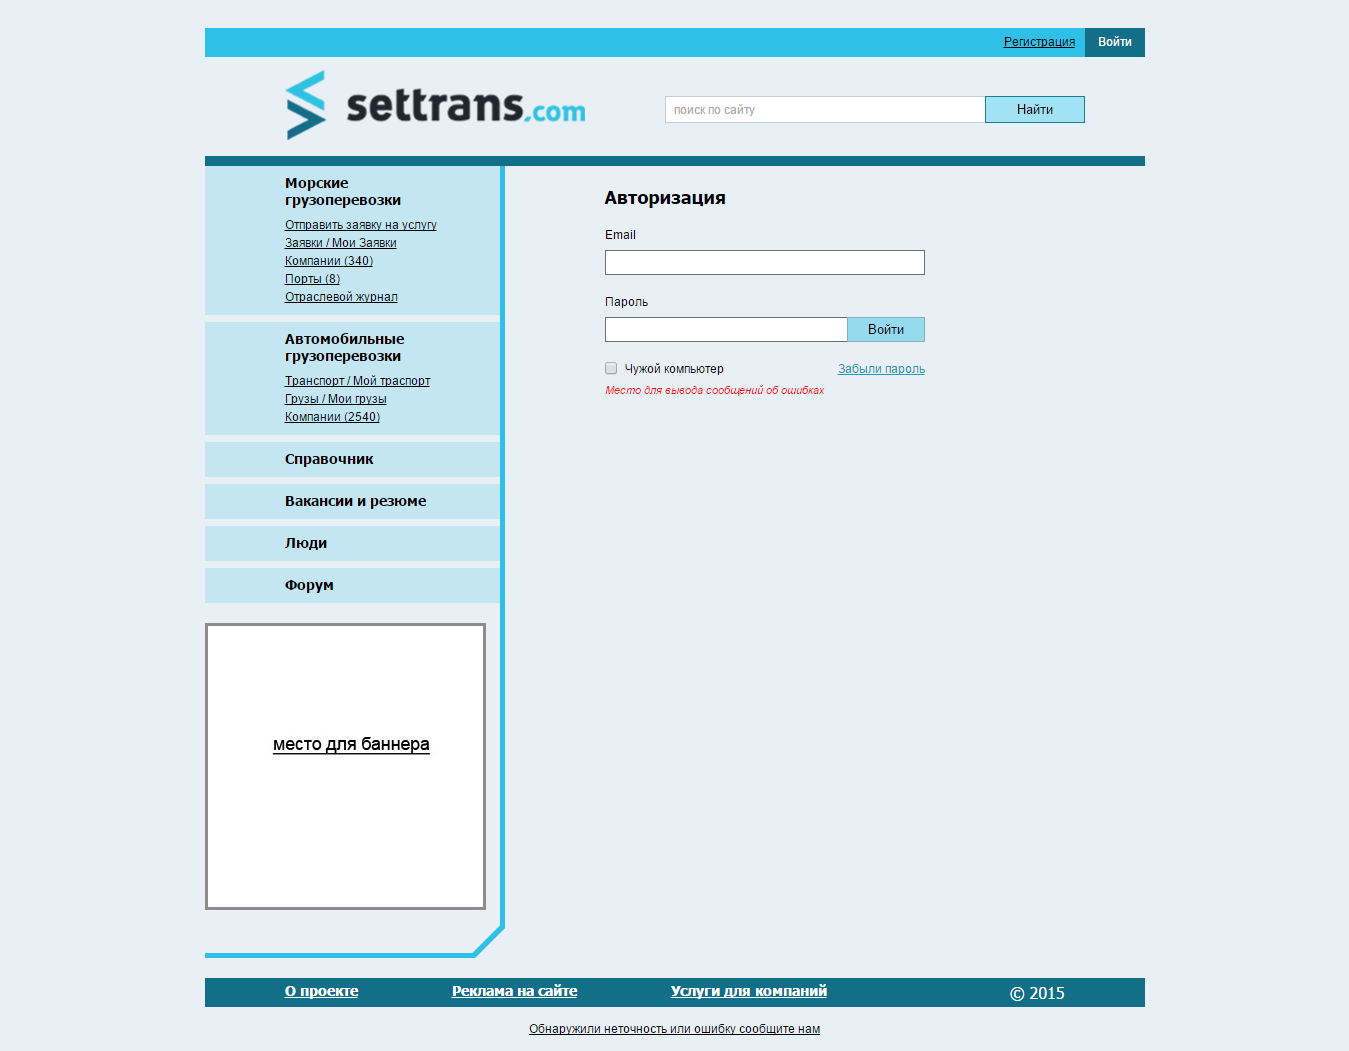 Регистрация
Войти
settrans.com
поиск по сайту
Найти
Морские
грузоперевозки
Отправить заявку на услугу
Заявки / Мои Заявки
Компании (340)
Порты (8)
Отраслевой журнал
Автомобильные
грузоперевозки
Транспорт / Мой траспорт
Грузы / Мои грузы
Компании (2540)
Справочник
Вакансии и резюме
Люди
Форум
место для баннера
Авторизация
Email
Пароль
Войти
Чужой компьютер
Забыли пароль
Место для вывода сообщений об ошибках
О проекте
Реклама на сайте
Услуги для компаний
© 2015
Обнаружили неточность или ошибку сообщите нам